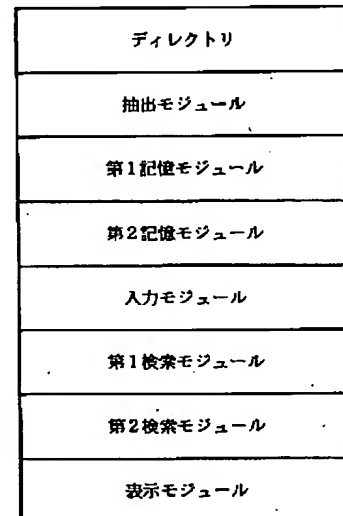 ディレクトリ
抽出モジュール
第1記憶モジュール
第2記憶モジュール
入力モジュール
第1検索モジュール
第2検索モジュール
表示モジュール